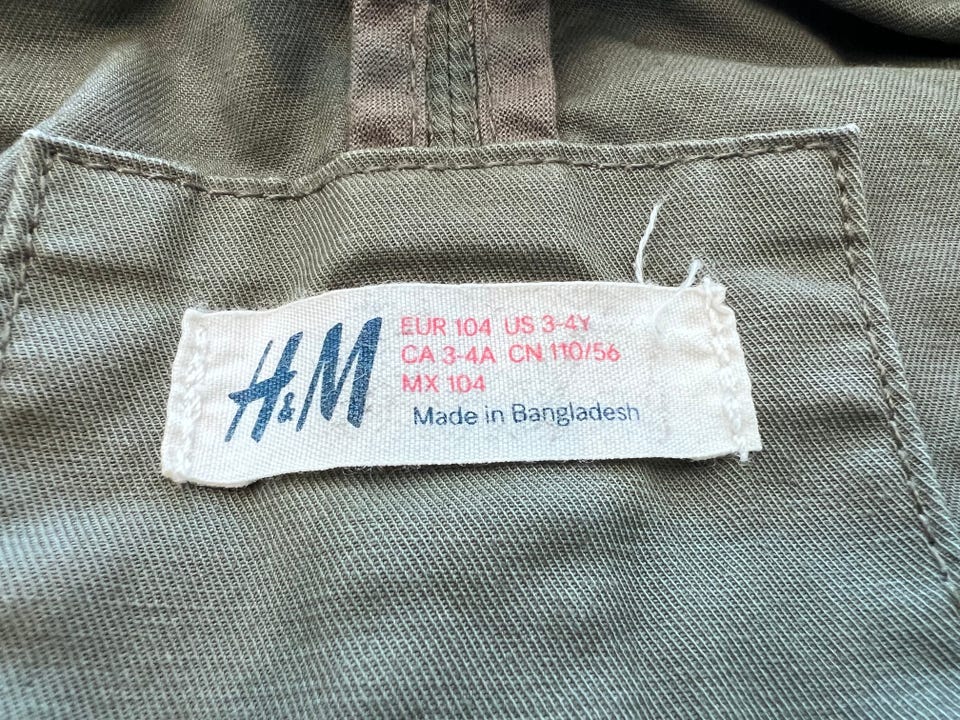 H&M
EUR 104 US 3-4Y
CA 3-4A CN 110/56
MX 104
Made in Bangladesh